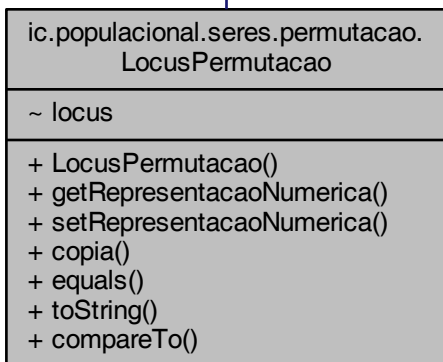 ic.populacional.seres.permutacao.
LocusPermutacao
~ locus
+ LocusPermutacao()
+ getRepresentacaoNumerica()
+ setRepresentacaoNumerica()
+ copia()
+ equals()
+ toString()
+ compareTo()